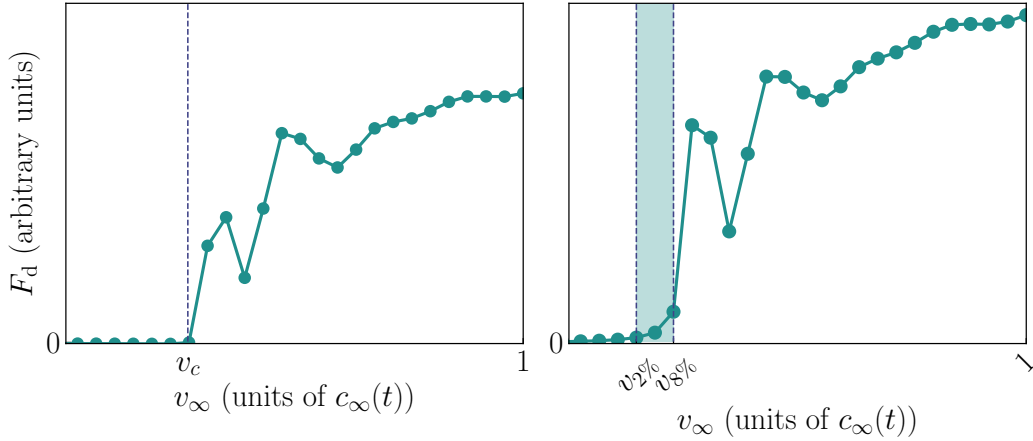 F_d (arbitrary units)
0
v_c
1
v_∞ (units of c_∞(t))
0
v_2%
v_8%
1
v_∞ (units of c_∞(t))